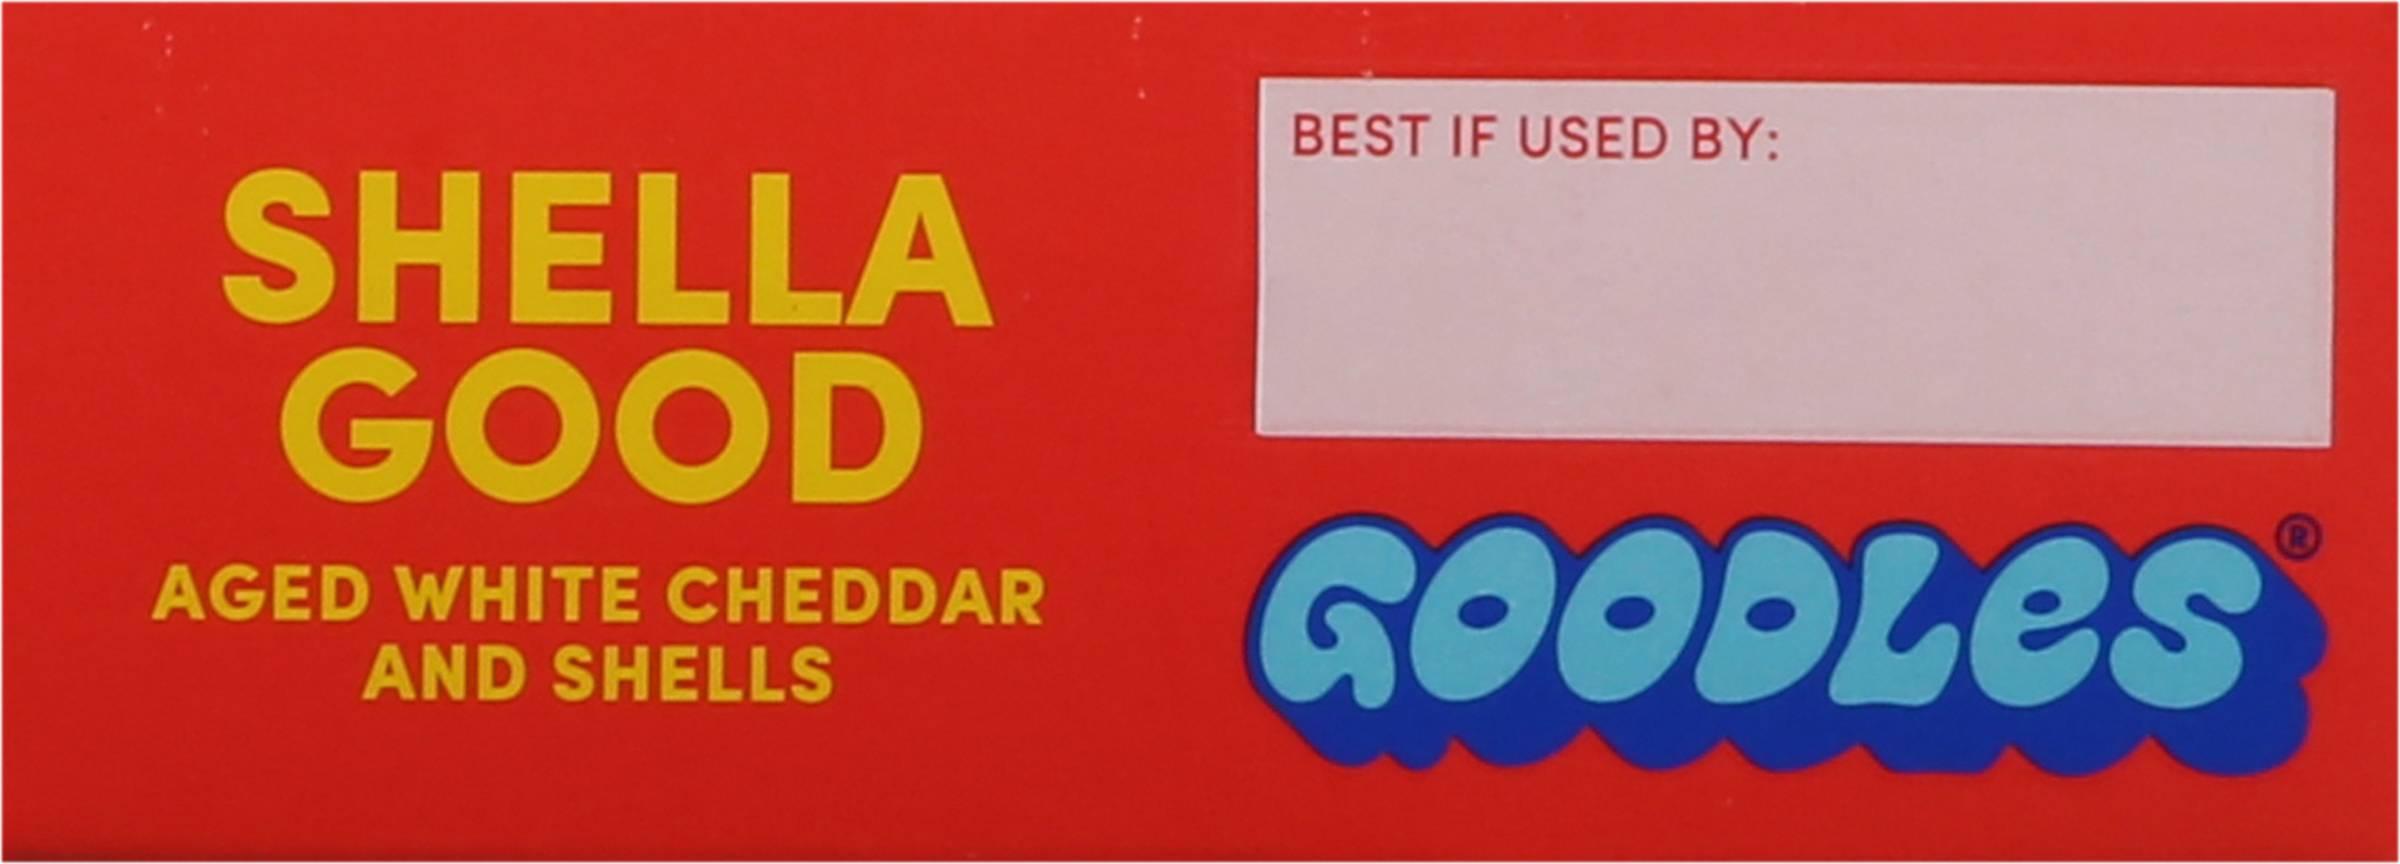 SHELLA
GOOD
AGED WHITE CHEDDAR
AND SHELLS
BEST IF USED BY:
GOODLES®